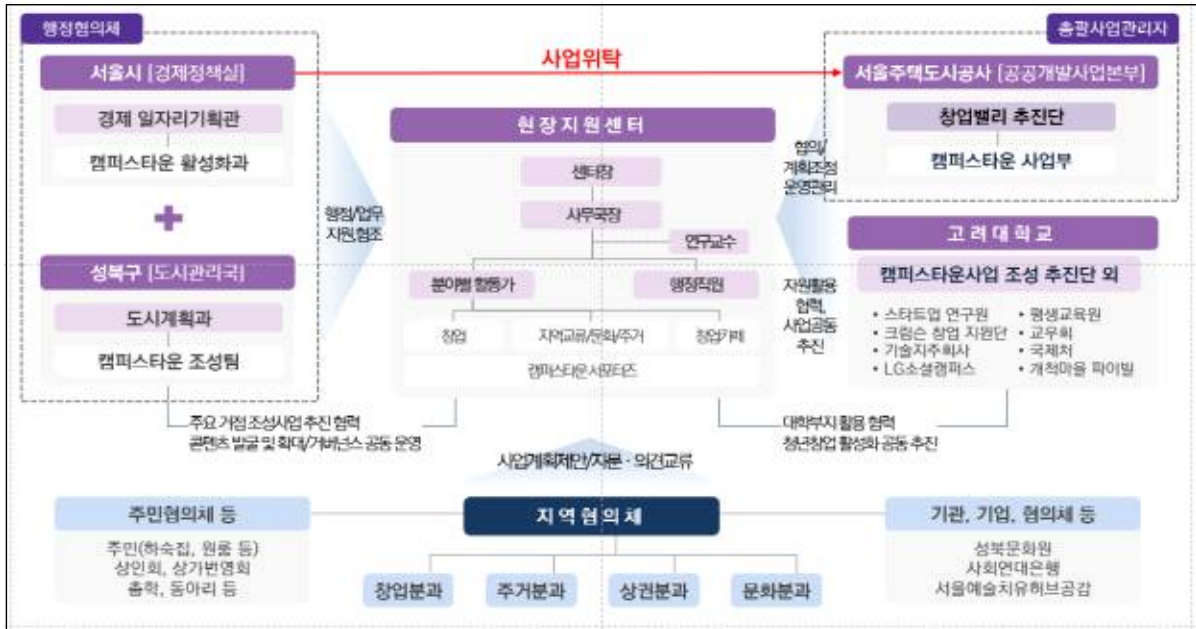 행정협의체
총괄사업관리자
서울시 [경제정책실]
경제 일자리기획관
캠퍼스타운 활성화과
+
성북구 [도시관리국]
도시계획과
캠퍼스타운 조성팀
사업위탁
서울주택도시공사 [공공개발사업본부]
창업밸리 추진단
캠퍼스타운 사업부
행정/업무
지원,협조
현장지원센터
센터장
사무국장
연구교수
분야별 활동가
행정직원
창업
지역교류/문화/주거
창업카페
캠퍼스타운 서포터즈
협의/
계획조정
운영관리
자원활용
협력,
사업공동
추진
고려대학교
캠퍼스타운사업 조성 추진단 외
• 스타트업 연구원
• 크림슨 창업 지원단
• 기술지주회사
• LG소셜캠퍼스
• 평생교육원
• 교우회
• 국제처
• 개척마을 파이빌
주요 거점 조성사업 추진 협력
콘텐츠 발굴 및 확대/거버넌스 공동 운영
대학부지 활용 협력
청년창업 활성화 공동 추진
사업계획제안/자문 · 의견교류
주민협의체 등
주민(하숙집, 원룸 등)
상인회, 상가번영회
총학, 동아리 등
지역협의체
창업분과
주거분과
상권분과
문화분과
기관, 기업, 협의체 등
성북문화원
사회연대은행
서울예술치유허브공감